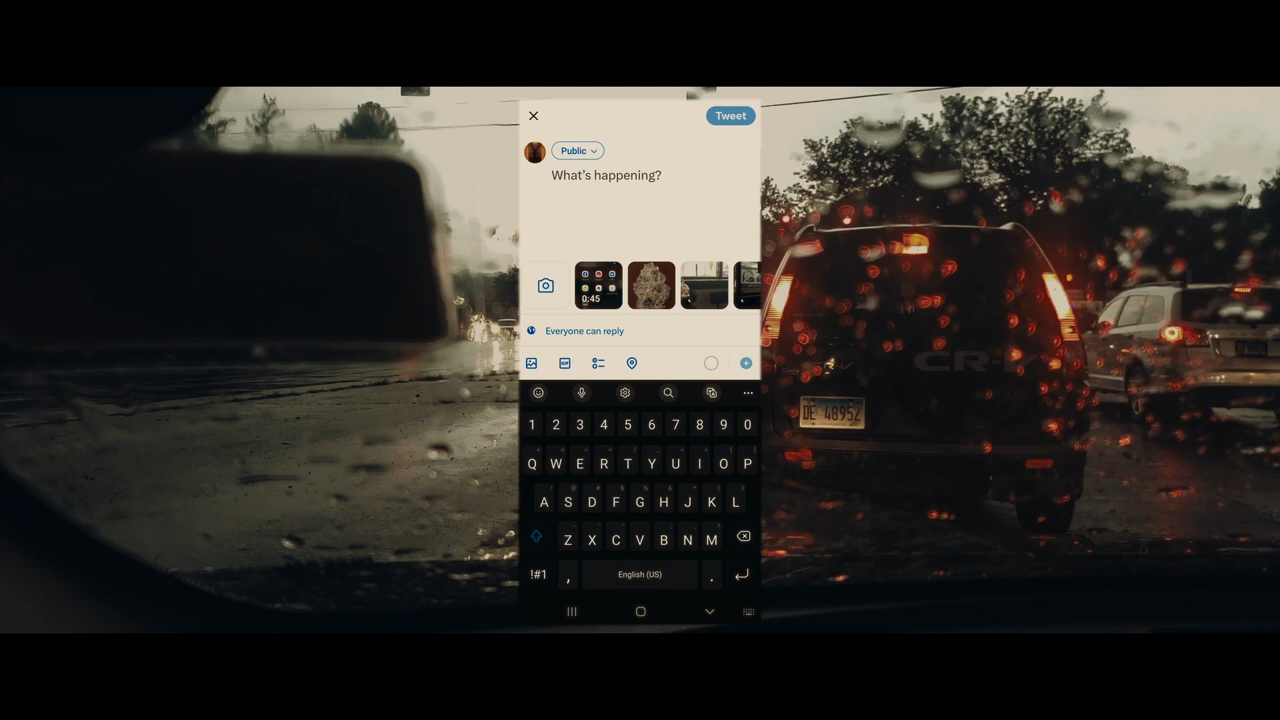 Tweet
Public
What's happening?
0:45
Everyone can reply
GIF
1 2 3 4 5 6 7 8 9 0
Q W E R T Y U I O P
A S D F G H J K L
Z X C V B N M
!#1 , English (US) .
CR-V
DE 48952